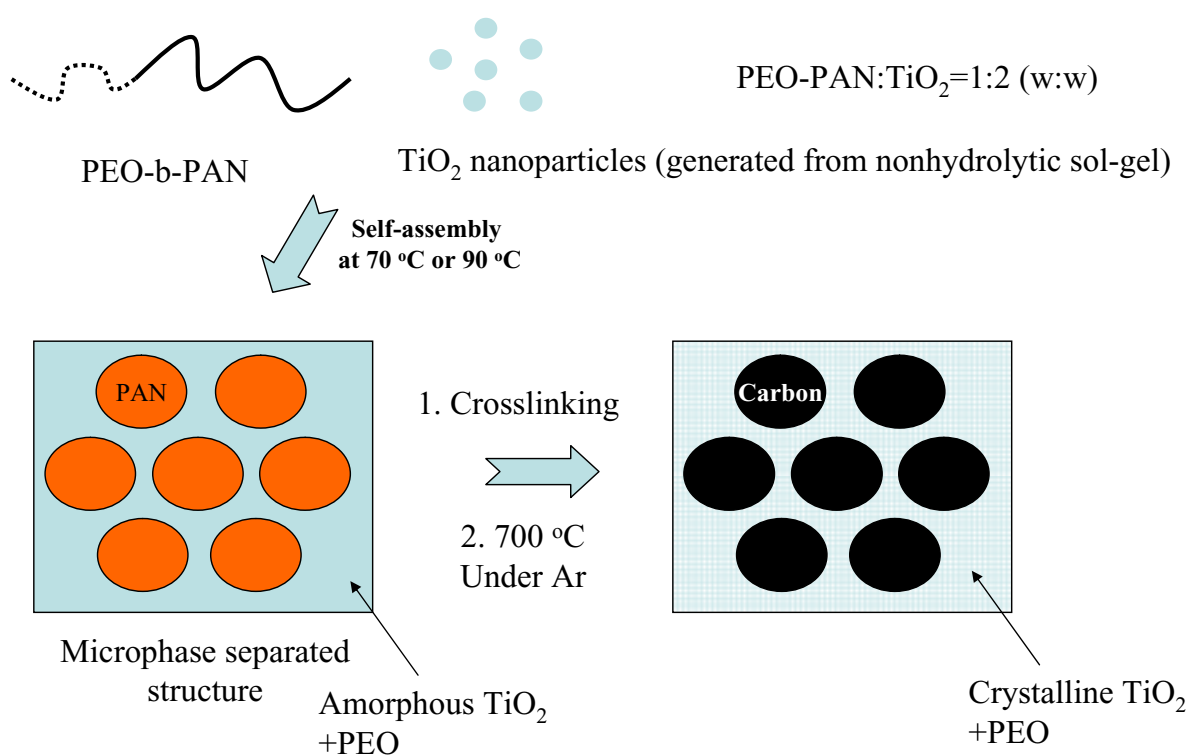 PEO-PAN:TiO₂=1:2 (w:w)
PEO-b-PAN
TiO₂ nanoparticles (generated from nonhydrolytic sol-gel)
Self-assembly
at 70 ºC or 90 ºC
PAN
1. Crosslinking
2. 700 ºC
Under Ar
Carbon
Microphase separated
structure
Amorphous TiO₂
+PEO
Crystalline TiO₂
+PEO